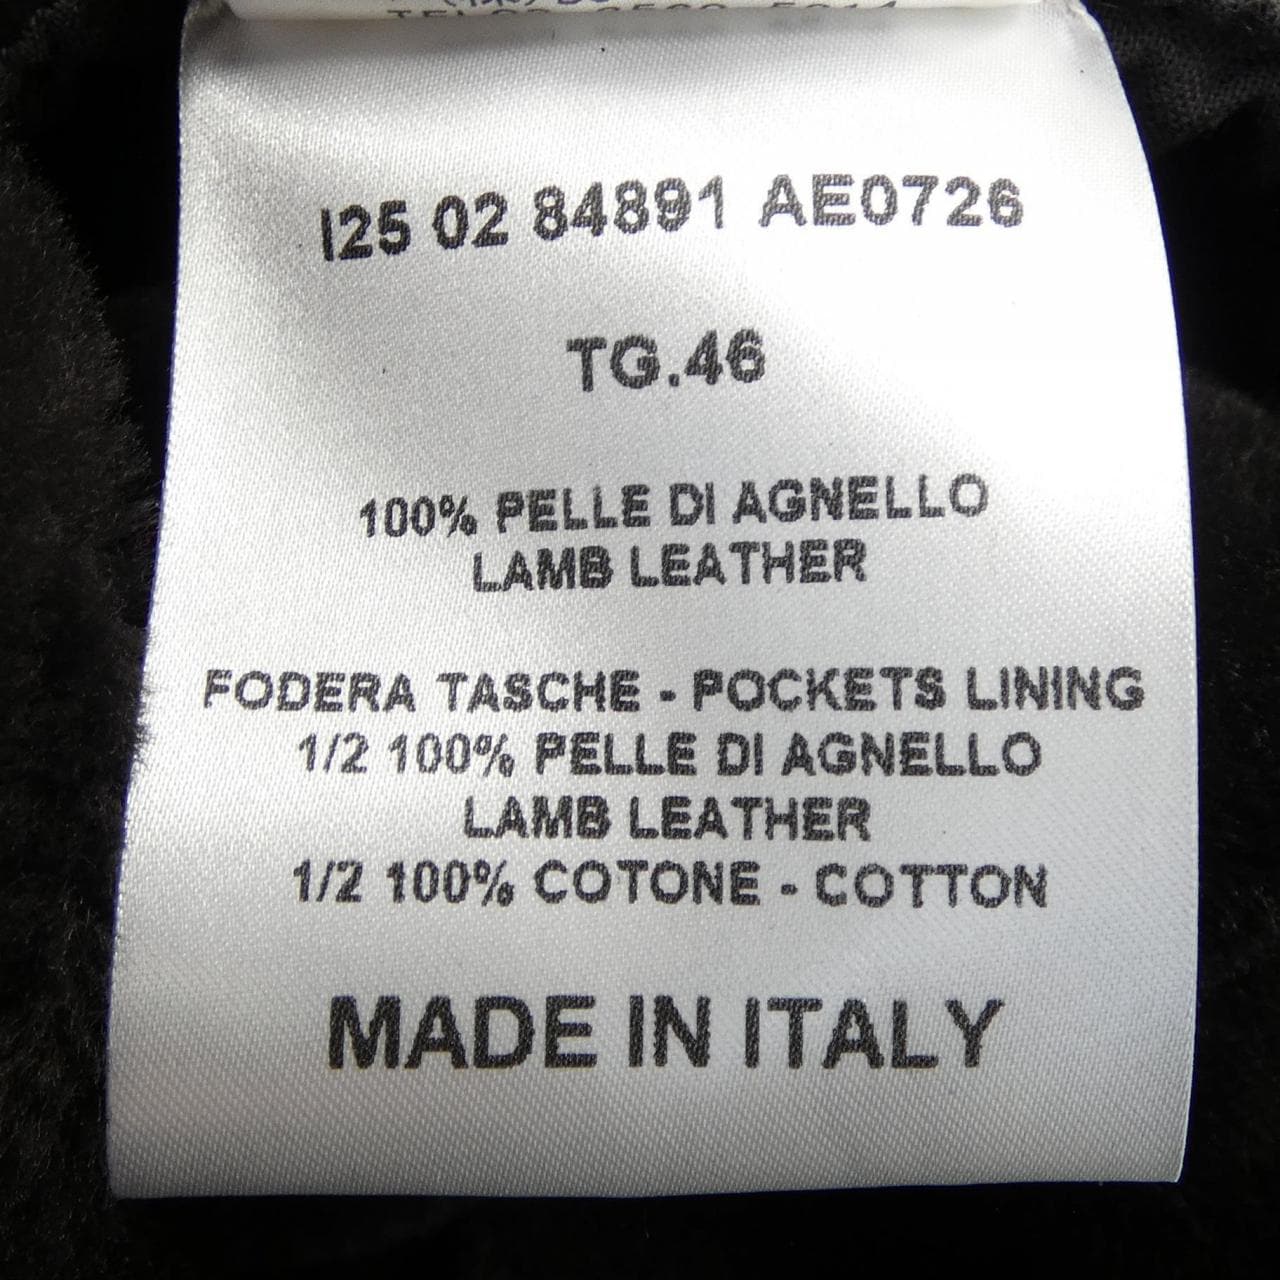 I25 02 84891 AE0726
TG.46
100% PELLE DI AGNELLO
LAMB LEATHER
FODERA TASCHE - POCKETS LINING
1/2 100% PELLE DI AGNELLO
LAMB LEATHER
1/2 100% COTONE - COTTON
MADE IN ITALY